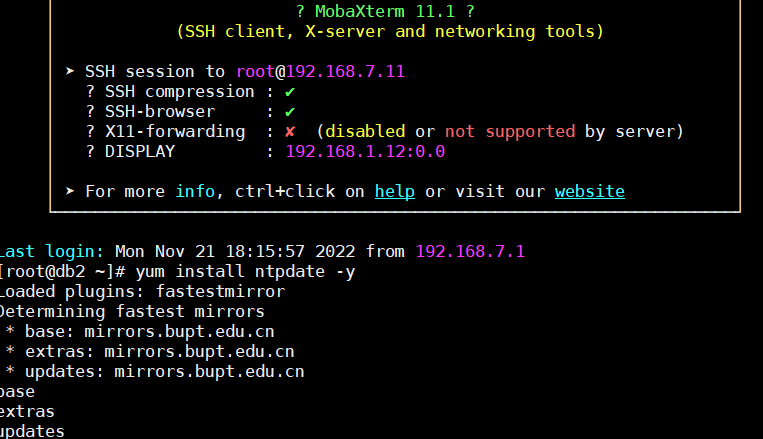 ? MobaXterm 11.1 ?
(SSH client, X-server and networking tools)
➤ SSH session to root@192.168.7.11
? SSH compression : ✔
? SSH-browser : ✔
? X11-forwarding : ✘ (disabled or not supported by server)
? DISPLAY : 192.168.1.12:0.0
➤ For more info, ctrl+click on help or visit our website
Last login: Mon Nov 21 18:15:57 2022 from 192.168.7.1
[root@db2 ~]# yum install ntpdate -y
Loaded plugins: fastestmirror
Determining fastest mirrors
* base: mirrors.bupt.edu.cn
* extras: mirrors.bupt.edu.cn
* updates: mirrors.bupt.edu.cn
base
extras
updates